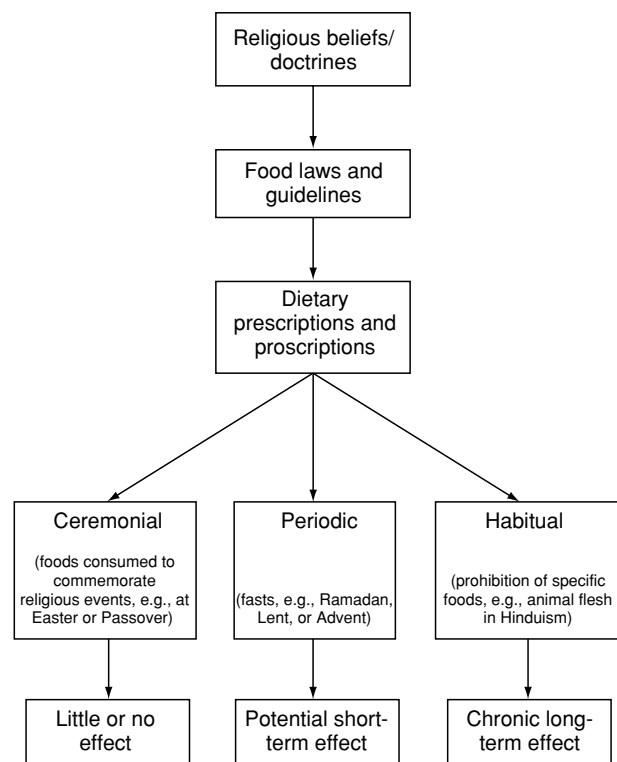 Religious beliefs/
doctrines
Food laws and
guidelines
Dietary
prescriptions and
proscriptions
Ceremonial
(foods consumed to
commemorate
religious events, e.g., at
Easter or Passover)
Periodic
(fasts, e.g., Ramadan,
Lent, or Advent)
Habitual
(prohibition of specific
foods, e.g., animal flesh
in Hinduism)
Little or no
effect
Potential short-
term effect
Chronic long-
term effect